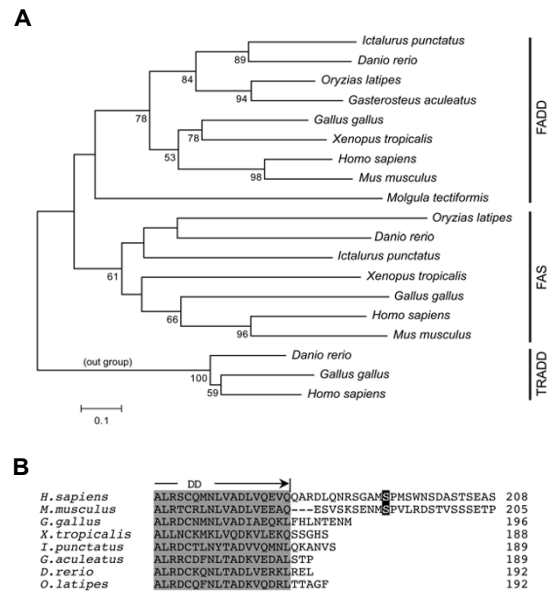 A
Ictalurus punctatus
89
Danio rerio
84
Oryzias latipes
94
Gasterosteus aculeatus
78
Gallus gallus
78
Xenopus tropicalis
53
Homo sapiens
98
Mus musculus
Molgula tectiformis
FADD
Oryzias latipes
Danio rerio
Ictalurus punctatus
61
Xenopus tropicalis
Gallus gallus
66
Homo sapiens
96
Mus musculus
FAS
(out group)
Danio rerio
100
Gallus gallus
59
Homo sapiens
TRADD
0.1
B
DD
H.sapiens ALRSCQMNLVADLVQEVQQARDLQNRSGAMSPMSWNSDASTSEAS 208
M.musculus ALRTCRLNLVADLVEEAQ---ESVSKSENMSPVLRDSTVSSSETP 205
G.gallus ALRDCNMNLVADIAEQKLFHLNTENM 196
X.tropicalis ALLNCKMKLVQDKVLEKQSSGHS 188
I.punctatus ALRDCTLNYTADVVQMNLQKANVS 189
G.aculeatus ALRRCDFNLTADKVEDALSTP 189
D.rerio ALRDCKQNLTADLVERKLREL 192
O.latipes ALRDCQFNLTADKVQDRLTTAGF 192